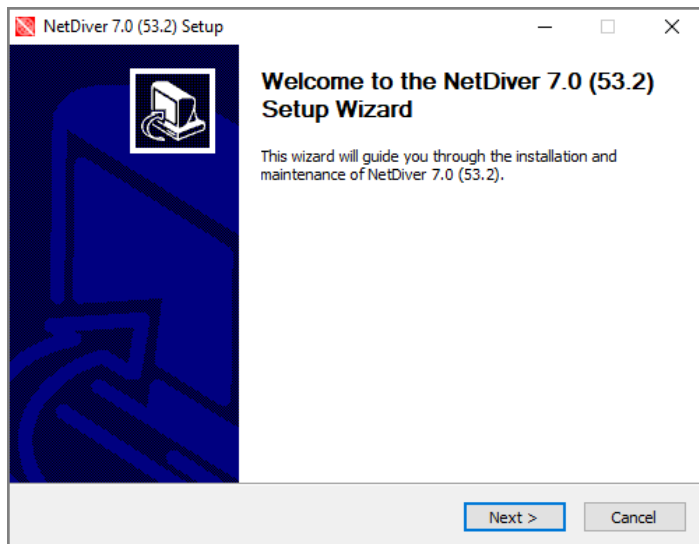 NetDiver 7.0 (53.2) Setup
Welcome to the NetDiver 7.0 (53.2)
Setup Wizard
This wizard will guide you through the installation and
maintenance of NetDiver 7.0 (53.2).
Next >
Cancel